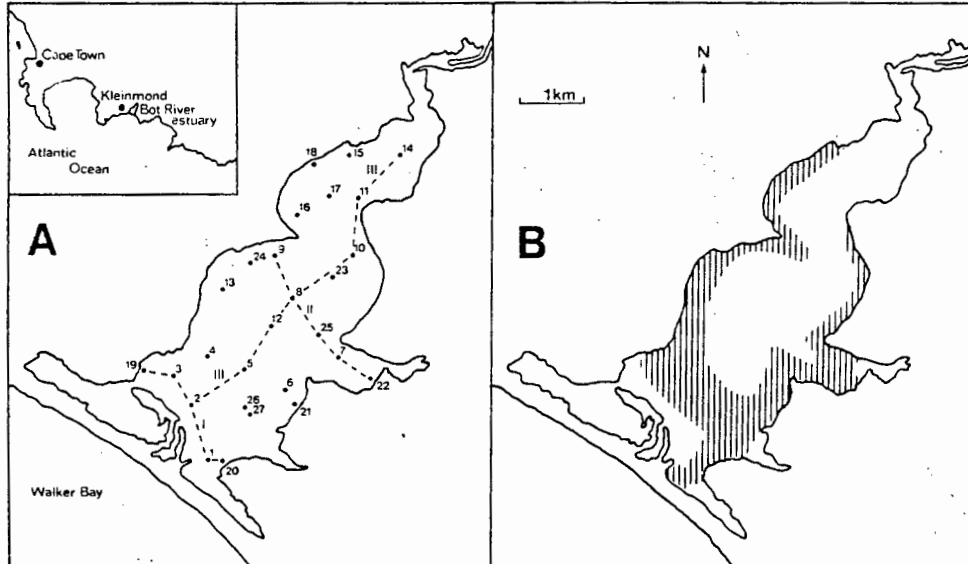 Cape Town
Kleinmond
Bot River
estuary
Atlantic
Ocean
A
18
15
14
III
17
11
16
9
10
24
23
13
8
II
12
25
4
7
19
3
5
III
22
6
2
26
27
21
I
1
20
Walker Bay
B
N
1km